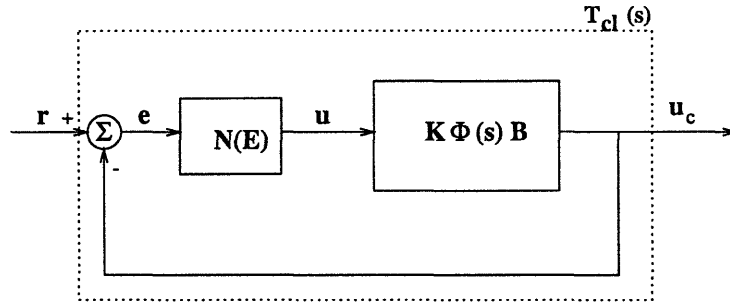 T_cl (s)
r + Σ e N(E) u K Φ (s) B u_c
-